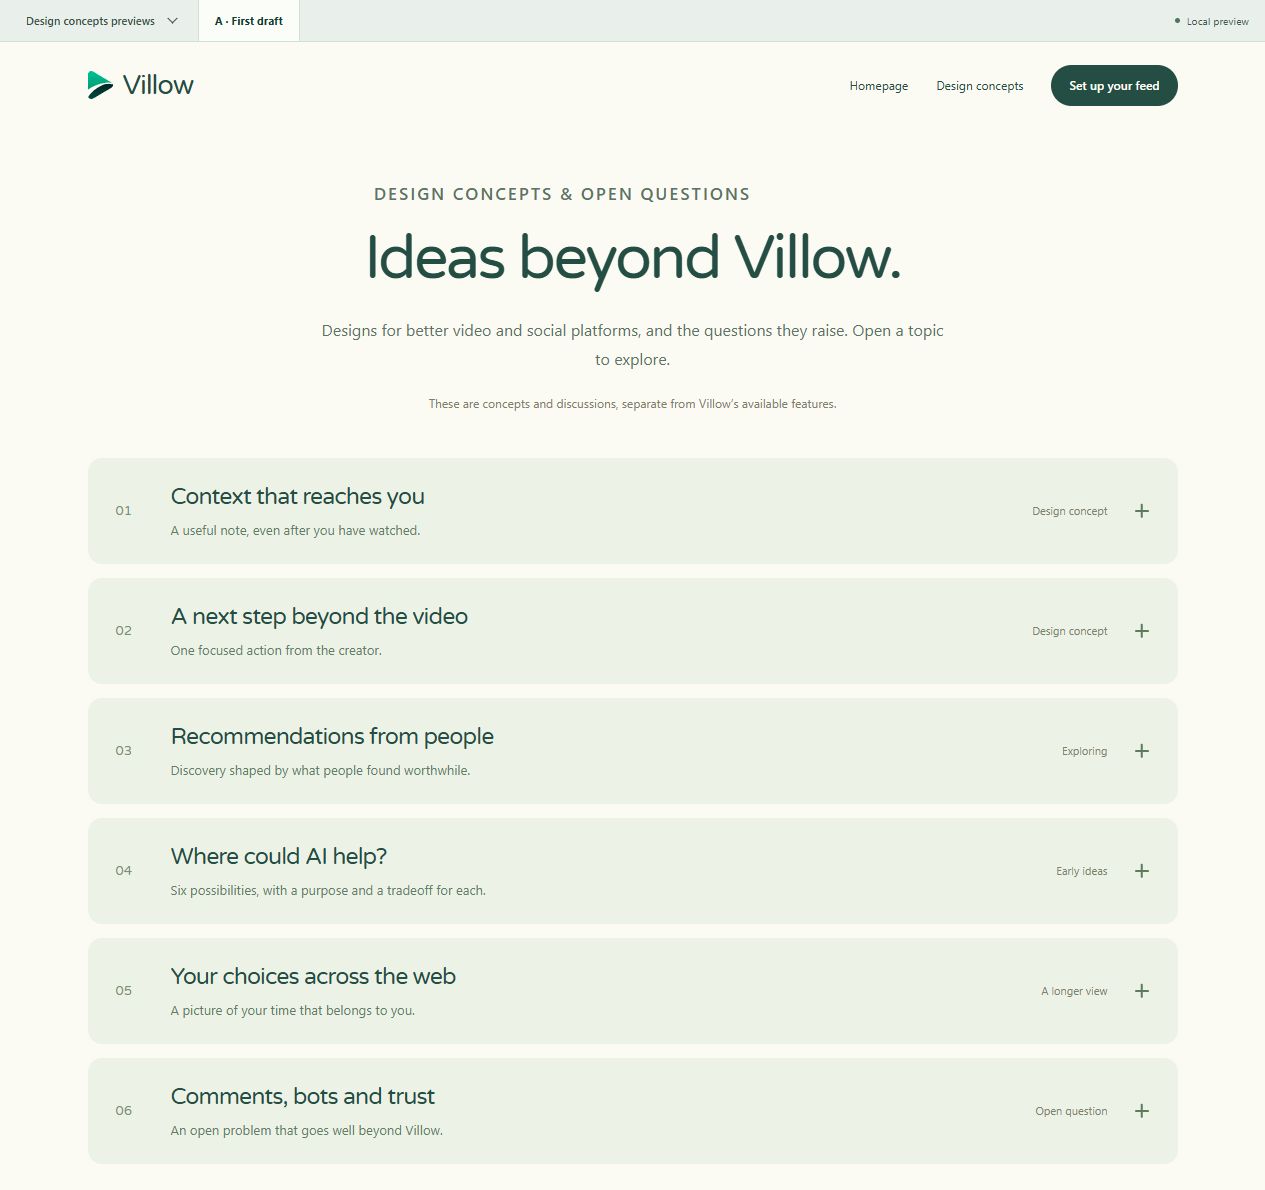 Design concepts previews
A · First draft
Local preview
Villow
Homepage
Design concepts
Set up your feed
DESIGN CONCEPTS & OPEN QUESTIONS
Ideas beyond Villow.
Designs for better video and social platforms, and the questions they raise. Open a topic
to explore.
These are concepts and discussions, separate from Villow’s available features.
01
Context that reaches you
A useful note, even after you have watched.
Design concept
02
A next step beyond the video
One focused action from the creator.
Design concept
03
Recommendations from people
Discovery shaped by what people found worthwhile.
Exploring
04
Where could AI help?
Six possibilities, with a purpose and a tradeoff for each.
Early ideas
05
Your choices across the web
A picture of your time that belongs to you.
A longer view
06
Comments, bots and trust
An open problem that goes well beyond Villow.
Open question